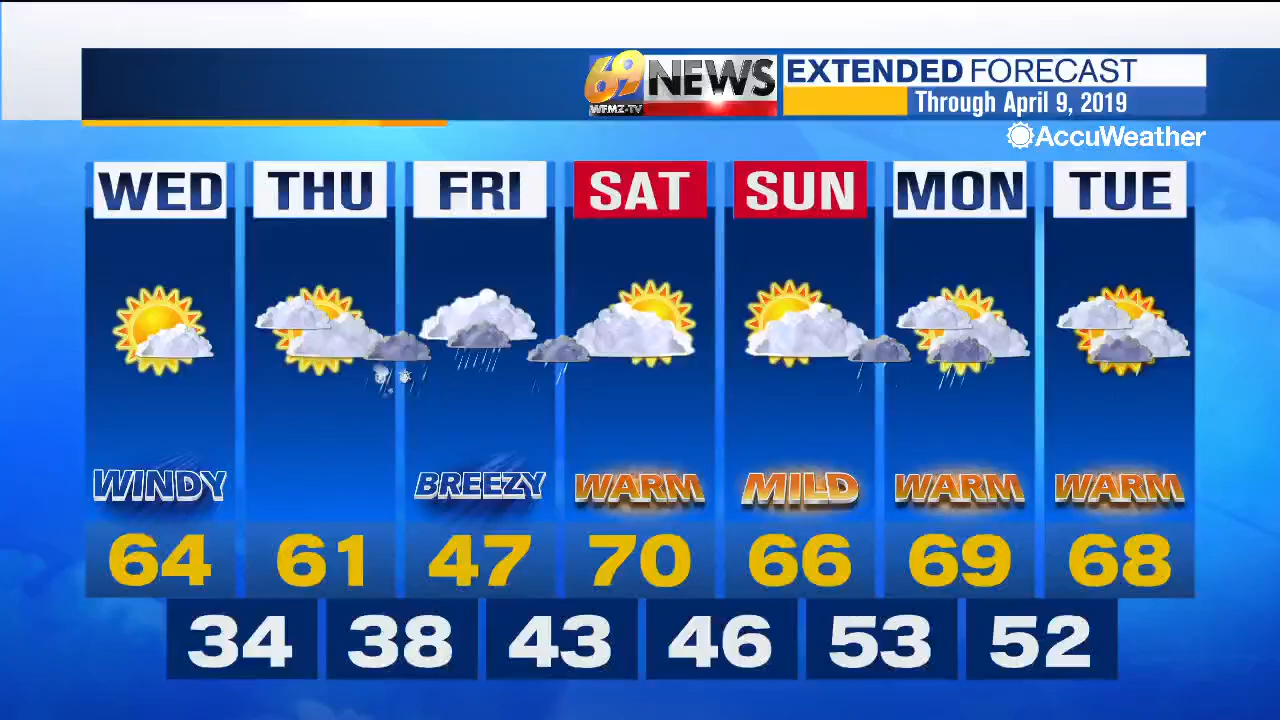 69 NEWS
WFMZ-TV
EXTENDED FORECAST
Through April 9, 2019
AccuWeather
WED THU FRI SAT SUN MON TUE
WINDY BREEZY WARM MILD WARM WARM
64 61 47 70 66 69 68
34 38 43 46 53 52